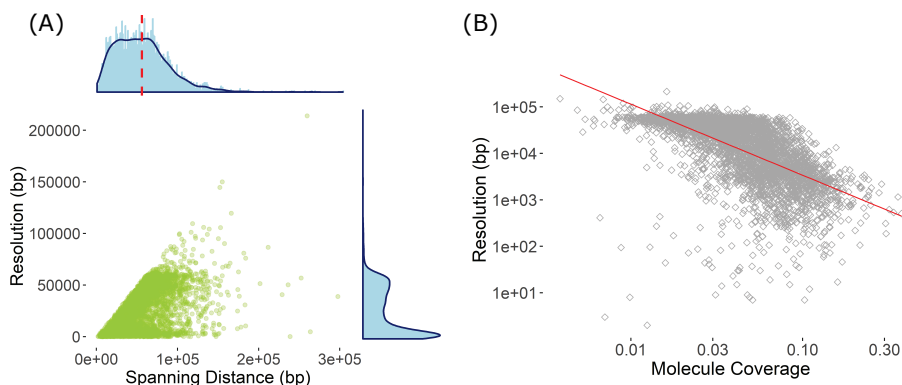 (A)
(B)
200000
150000
100000
50000
0
Resolution (bp)
0e+00 1e+05 2e+05 3e+05
Spanning Distance (bp)
1e+05
1e+04
1e+03
1e+02
1e+01
Resolution (bp)
0.01 0.03 0.10 0.30
Molecule Coverage